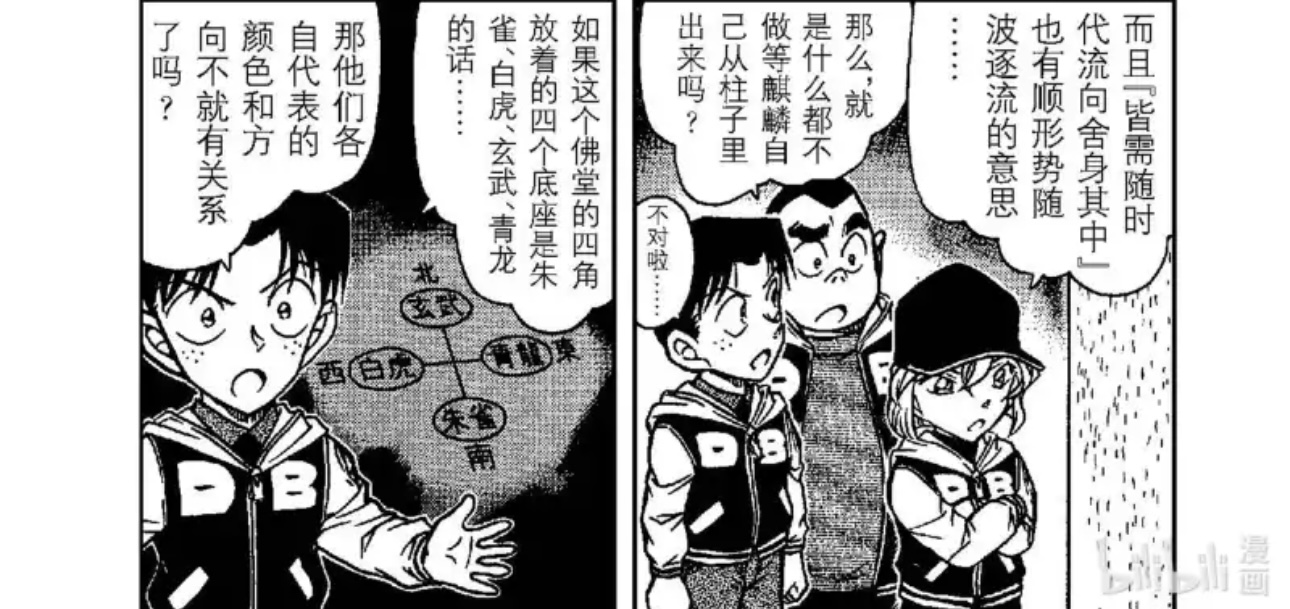 而且『皆需随时
代流向舍身其中』
也有顺形势随
波逐流的意思
……
那么，就
是什么都不
做等麒麟自
己从柱子里
出来吗？
不对啦……
如果这个佛堂的四角
放着的四个底座是朱
雀、白虎、玄武、青龙
的话……
那他们各
自代表的
颜色和方
向不就有关系
了吗？
北
玄武
西
白虎
青龍
東
朱雀
南
DB
DB
DB
bilibili
漫画